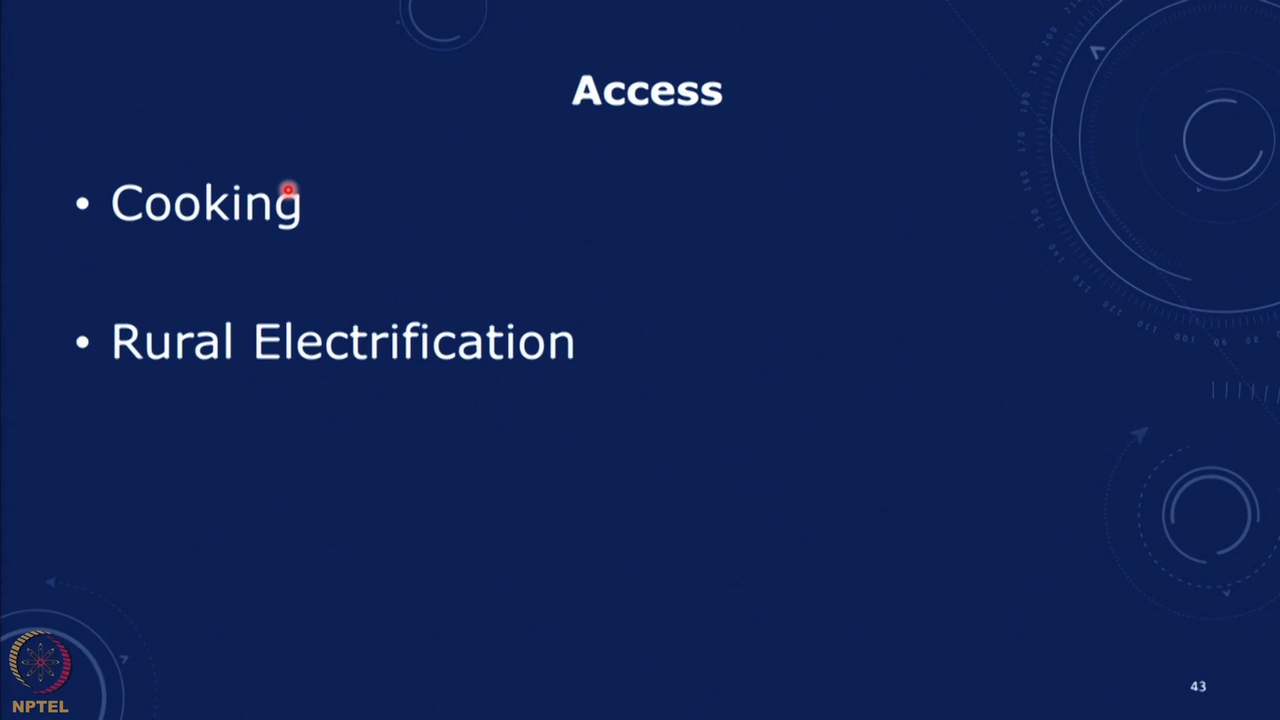 Access
• Cooking
• Rural Electrification
NPTEL
43